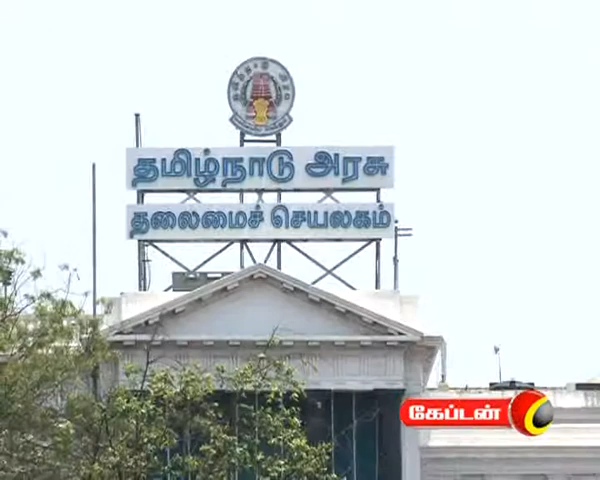 தமிழ்நாடு அரசு
தலைமைச் செயலகம்
கேப்டன்